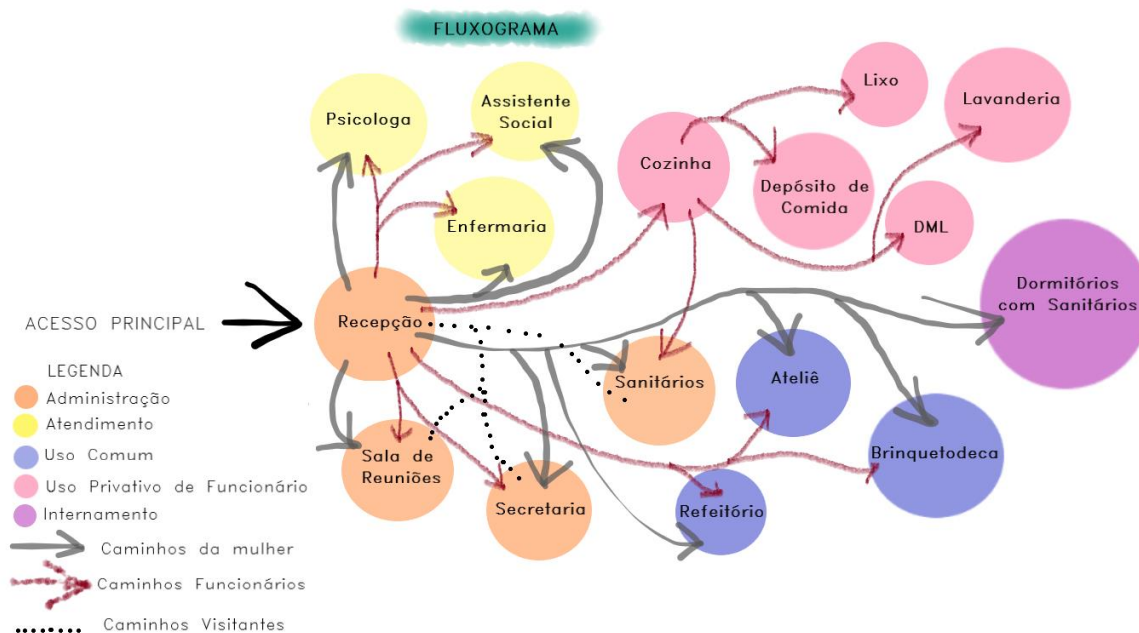 FLUXOGRAMA
Psicologa
Assistente
Social
Enfermaria
Cozinha
Lixo
Lavanderia
Depósito de
Comida
DML
Dormitórios
com Sanitários
ACESSO PRINCIPAL
Recepção
Sanitários
Ateliê
Brinquetodeca
Sala de
Reuniões
Secretaria
Refeitório
LEGENDA
Administração
Atendimento
Uso Comum
Uso Privativo de Funcionário
Internamento
Caminhos da mulher
Caminhos Funcionários
Caminhos Visitantes